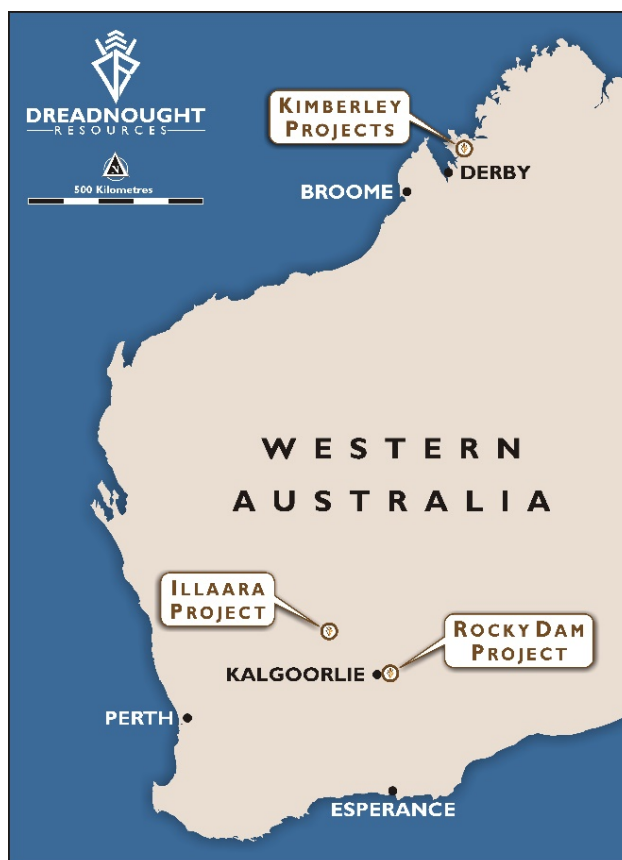 DREADNOUGHT
RESOURCES
N
500 Kilometres
KIMBERLEY
PROJECTS
DERBY
BROOME
WESTERN
AUSTRALIA
ILLAARA
PROJECT
ROCKY DAM
PROJECT
KALGOORLIE
PERTH
ESPERANCE